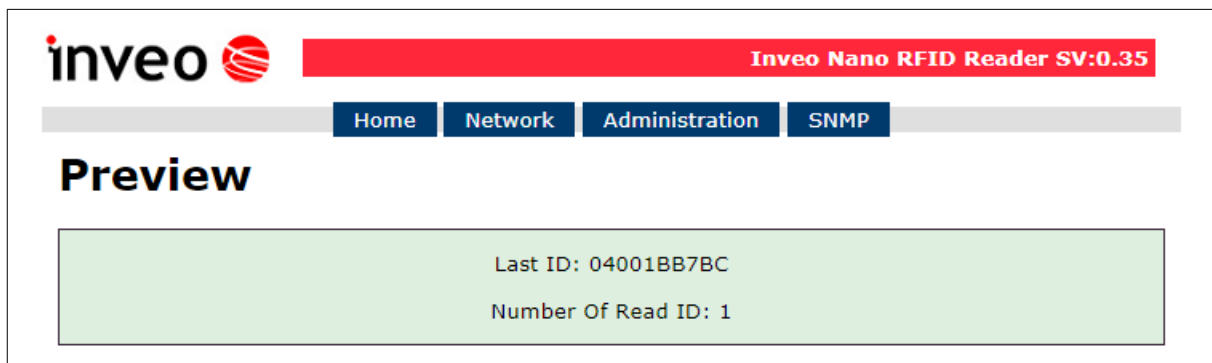 inveo
Inveo Nano RFID Reader SV:0.35
Home Network Administration SNMP
Preview
Last ID: 04001BB7BC
Number Of Read ID: 1